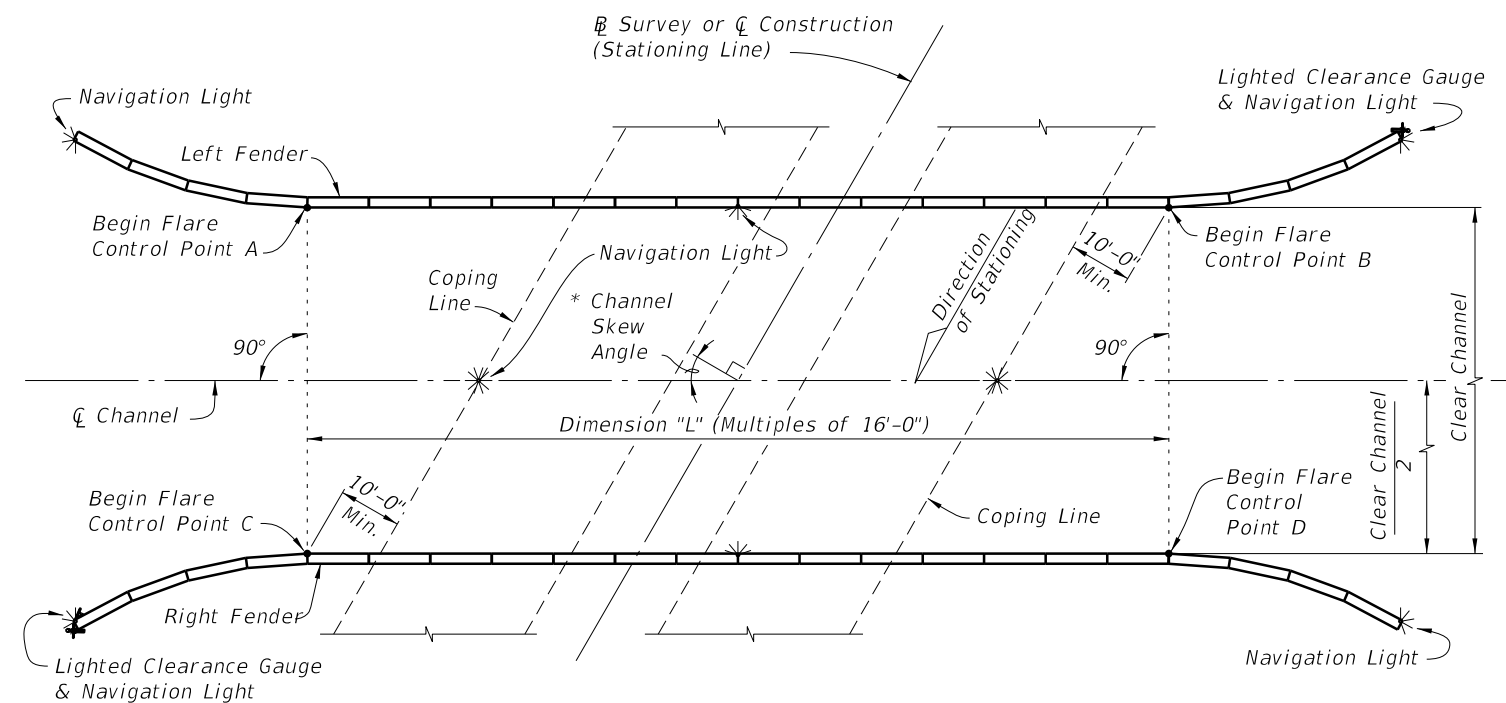 ℄ Survey or ℄ Construction
(Stationing Line)
Navigation Light
Lighted Clearance Gauge
& Navigation Light
Left Fender
Begin Flare
Control Point A
Navigation Light
Begin Flare
Control Point B
10'-0"
Min.
Direction
of Stationing
Coping
Line
* Channel
Skew
Angle
90°
90°
Clear Channel
℄ Channel
Dimension "L" (Multiples of 16'-0")
Clear Channel
2
10'-0"
Min.
Begin Flare
Control Point C
Coping Line
Begin Flare
Control
Point D
Right Fender
Lighted Clearance Gauge
& Navigation Light
Navigation Light